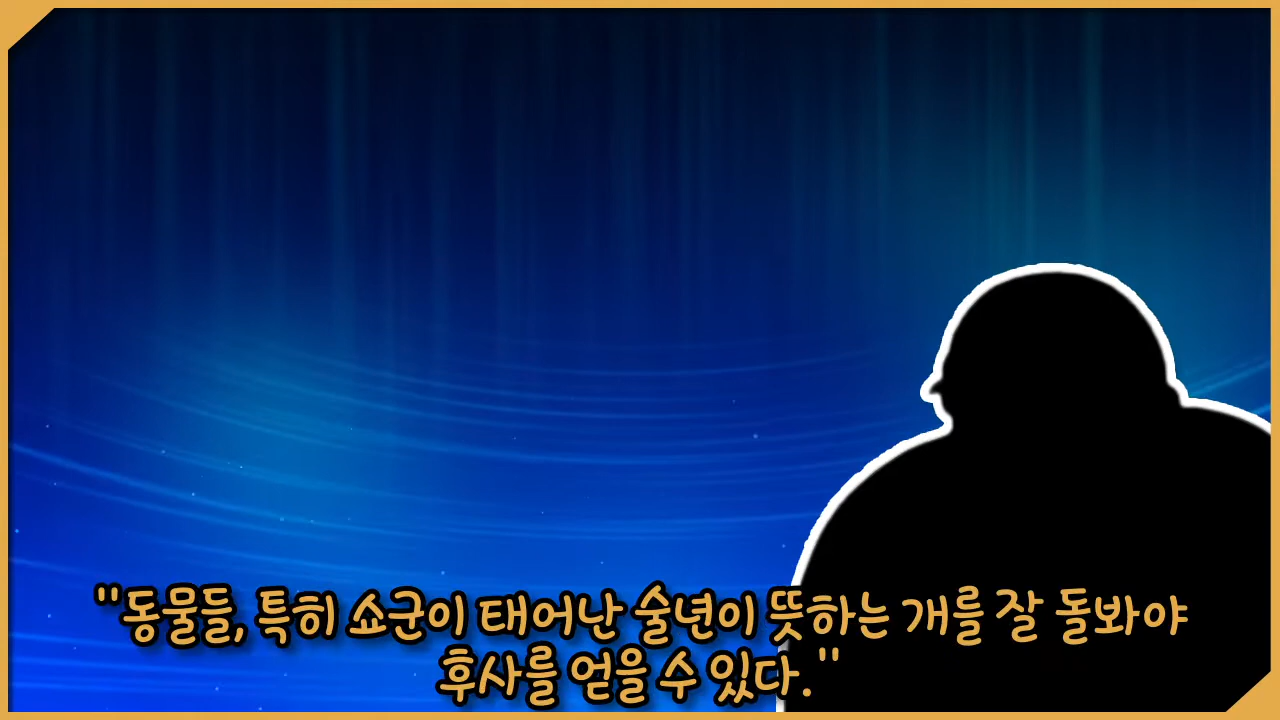 "동물들, 특히 쇼군이 태어난 술년이 뜻하는 개를 잘 돌봐야
후사를 얻을 수 있다."